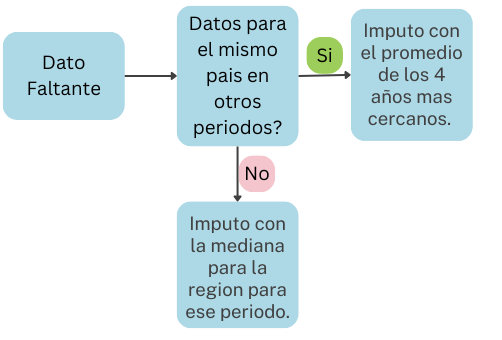 Dato
Faltante
Datos para
el mismo
pais en
otros
periodos?
Si
Imputo con
el promedio
de los 4
años mas
cercanos.
No
Imputo con
la mediana
para la
region para
ese periodo.